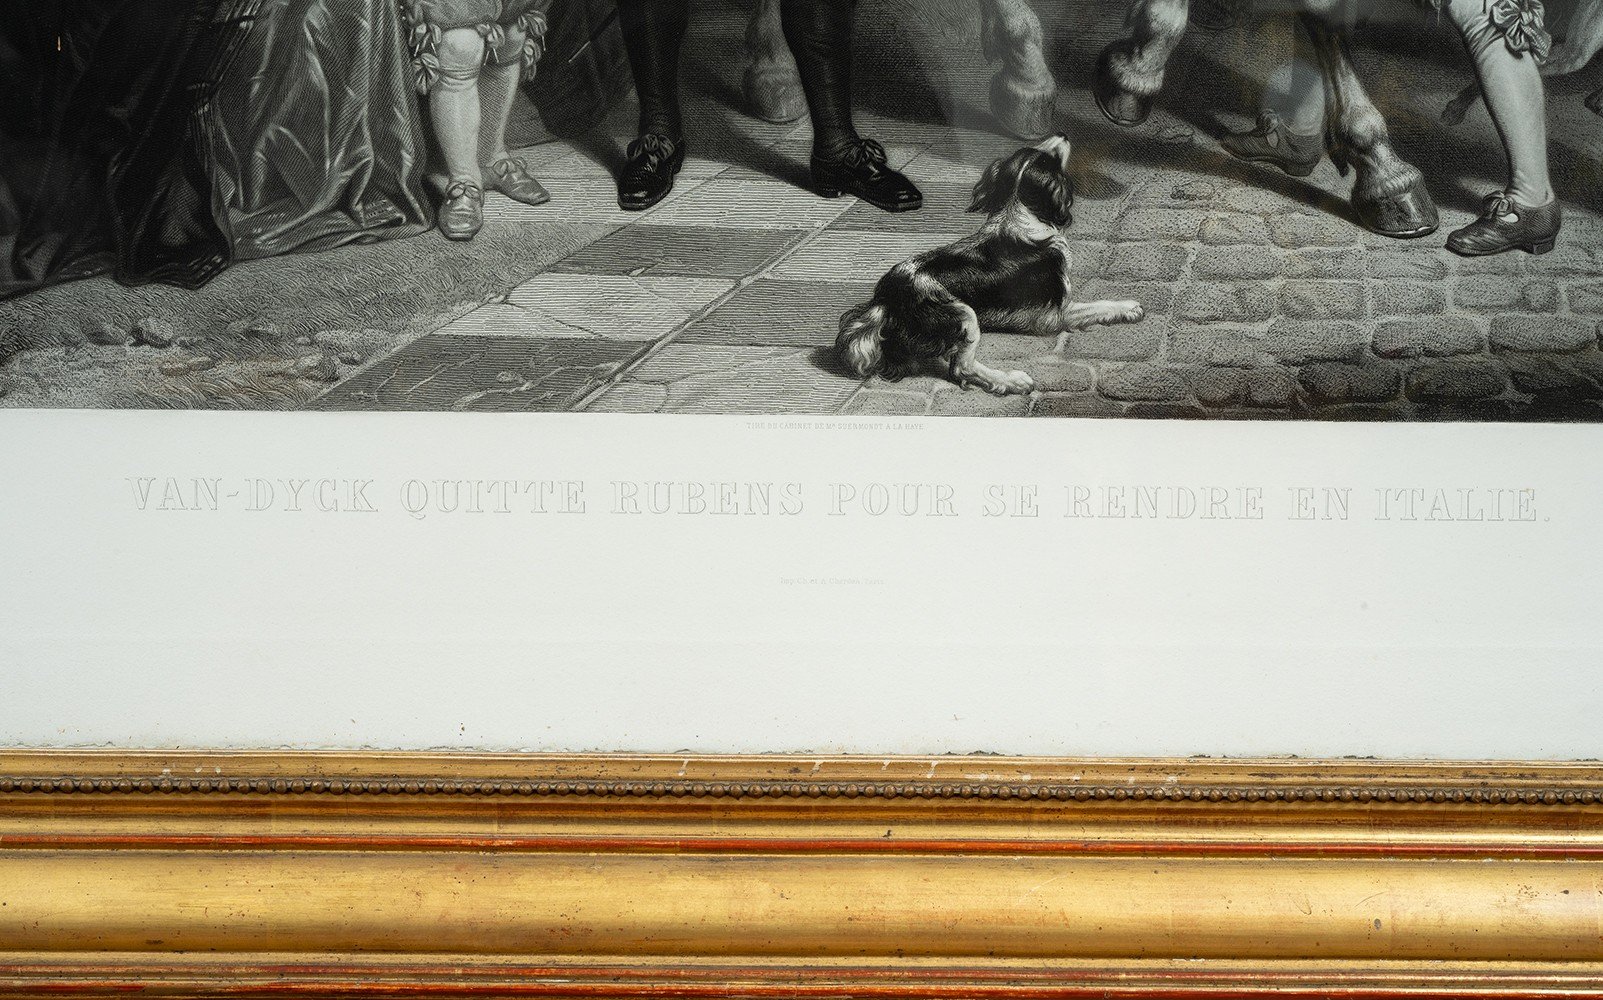 TIRÉ DU CABINET DE Mr. SUERMONDT A LA HAYE
VAN-DYCK QUITTE RUBENS POUR SE RENDRE EN ITALIE.
Imp. Ch. et A. Chardon, Paris